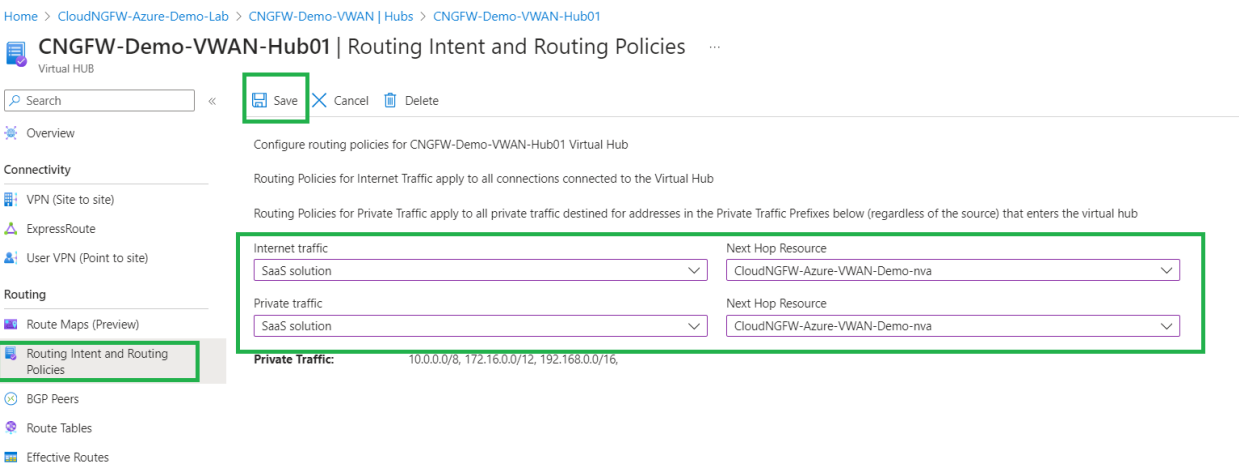 Home > CloudNGFW-Azure-Demo-Lab > CNGFW-Demo-VWAN | Hubs > CNGFW-Demo-VWAN-Hub01
CNGFW-Demo-VWAN-Hub01 | Routing Intent and Routing Policies ...
Virtual HUB
Search «
Save Cancel Delete
Overview
Connectivity
VPN (Site to site)
ExpressRoute
User VPN (Point to site)
Routing
Route Maps (Preview)
Routing Intent and Routing
Policies
BGP Peers
Route Tables
Effective Routes
Configure routing policies for CNGFW-Demo-VWAN-Hub01 Virtual Hub
Routing Policies for Internet Traffic apply to all connections connected to the Virtual Hub
Routing Policies for Private Traffic apply to all private traffic destined for addresses in the Private Traffic Prefixes below (regardless of the source) that enters the virtual hub
Internet traffic Next Hop Resource
SaaS solution CloudNGFW-Azure-VWAN-Demo-nva
Private traffic Next Hop Resource
SaaS solution CloudNGFW-Azure-VWAN-Demo-nva
Private Traffic: 10.0.0.0/8, 172.16.0.0/12, 192.168.0.0/16,